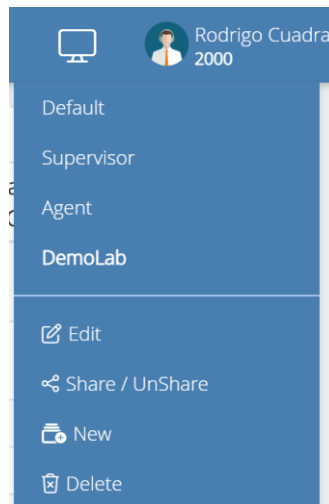 Rodrigo Cuadra
2000
Default
Supervisor
Agent
DemoLab
Edit
Share / UnShare
New
Delete